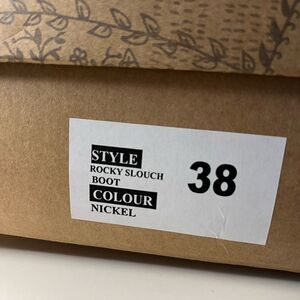 STYLE
ROCKY SLOUCH
BOOT
COLOUR
NICKEL
38